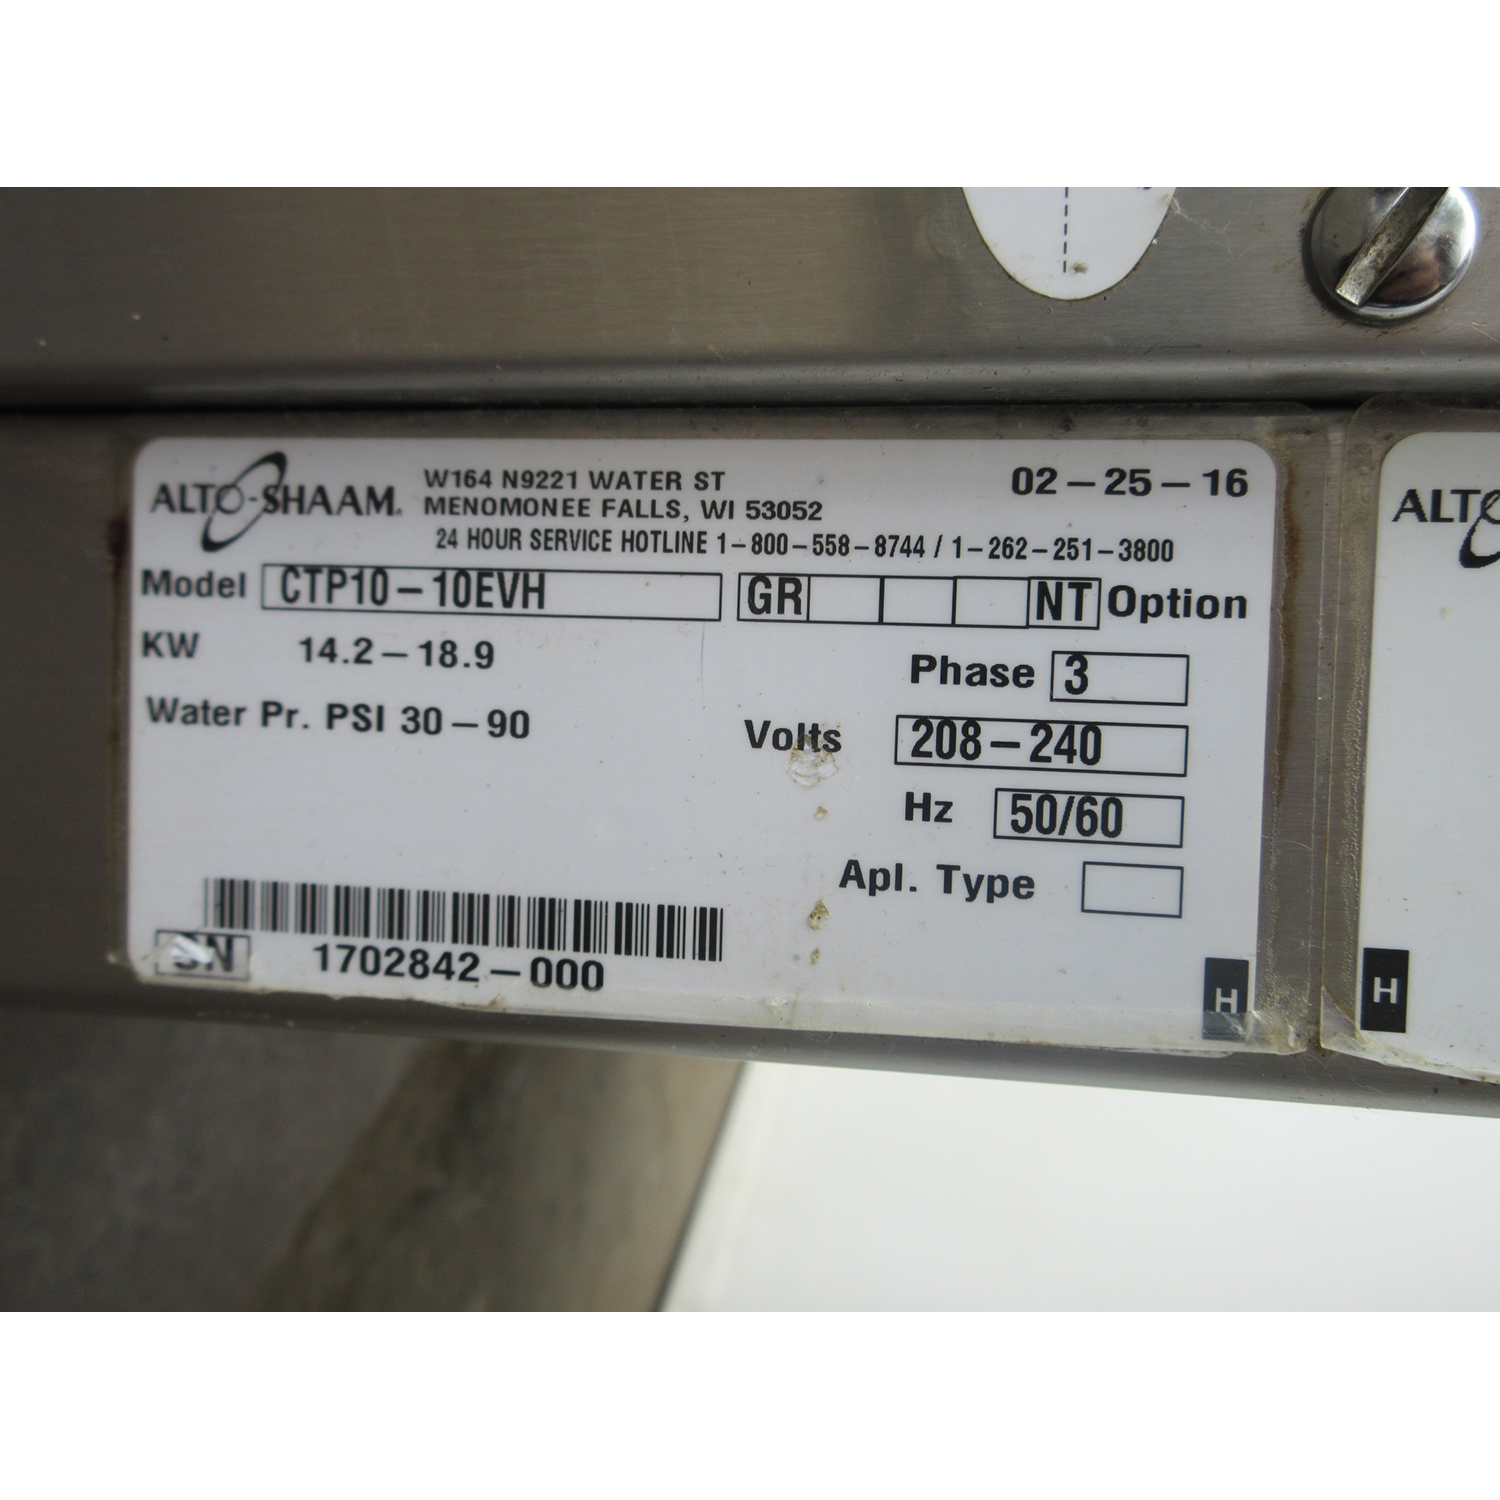 ALTO-SHAAM.
W164 N9221 WATER ST
02-25-16
MENOMONEE FALLS, WI 53052
24 HOUR SERVICE HOTLINE 1-800-558-8744 / 1-262-251-3800
Model CTP10-10EVH GR NT Option
KW 14.2-18.9
Phase 3
Water Pr. PSI 30-90
Volts 208-240
Hz 50/60
Apl. Type
SN 1702842-000
H
ALTO
H